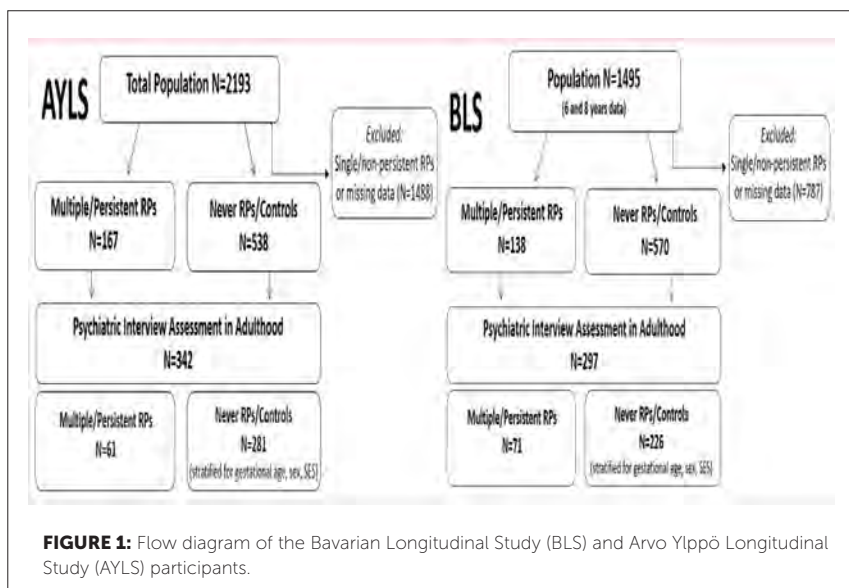 AYLS
Total Population N=2193
Excluded:
Single/non-persistent RPs
or missing data (N=1488)
Multiple/Persistent RPs
N=167
Never RPs/Controls
N=538
Psychiatric Interview Assessment in Adulthood
N=342
Multiple/Persistent RPs
N=61
Never RPs/Controls
N=281
(stratified for gestational age, sex, SES)
BLS
Population N=1495
(6 and 8 years data)
Excluded:
Single/non-persistent RPs
or missing data (N=787)
Multiple/Persistent RPs
N=138
Never RPs/Controls
N=570
Psychiatric Interview Assessment in Adulthood
N=297
Multiple/Persistent RPs
N=71
Never RPs/Controls
N=226
(stratified for gestational age, sex, SES)
FIGURE 1: Flow diagram of the Bavarian Longitudinal Study (BLS) and Arvo Ylppö Longitudinal
Study (AYLS) participants.